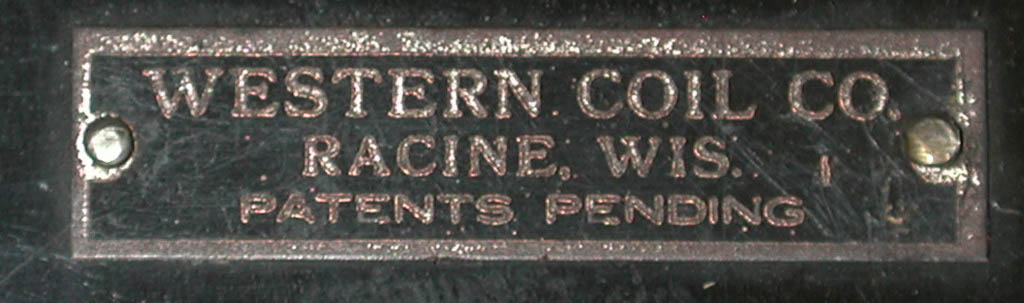 WESTERN COIL CO.
RACINE, WIS.
PATENTS PENDING